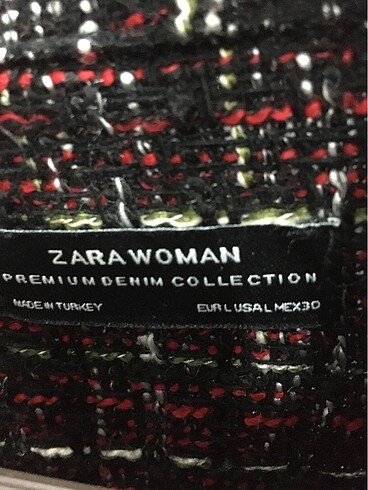 ZARA WOMAN
PREMIUM DENIM COLLECTION
MADE IN TURKEY EUR L USA L MEX 30